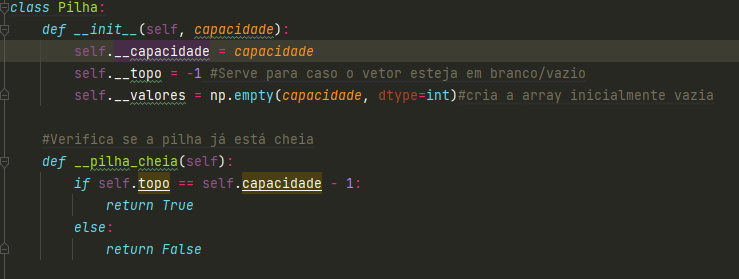 class Pilha:
def __init__(self, capacidade):
self.__capacidade = capacidade
self.__topo = -1 #Serve para caso o vetor esteja em branco/vazio
self.__valores = np.empty(capacidade, dtype=int)#cria a array inicialmente vazia
#Verifica se a pilha já está cheia
def __pilha_cheia(self):
if self.topo == self.capacidade - 1:
return True
else:
return False